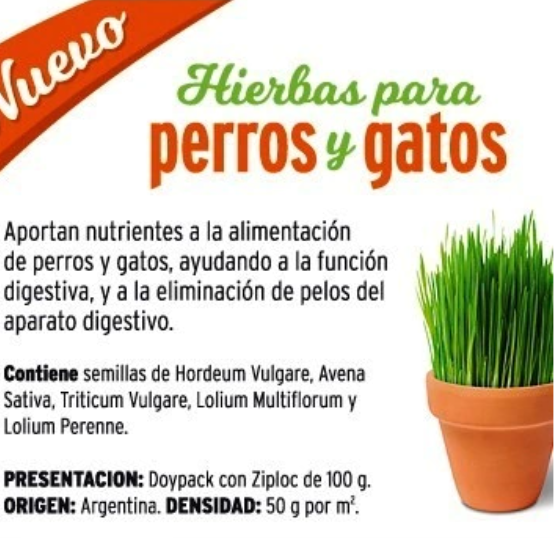 Nuevo
Hierbas para
perros y gatos
Aportan nutrientes a la alimentación
de perros y gatos, ayudando a la función
digestiva, y a la eliminación de pelos del
aparato digestivo.
Contiene semillas de Hordeum Vulgare, Avena
Sativa, Triticum Vulgare, Lolium Multiflorum y
Lolium Perenne.
PRESENTACION: Doypack con Ziploc de 100 g.
ORIGEN: Argentina. DENSIDAD: 50 g por m².